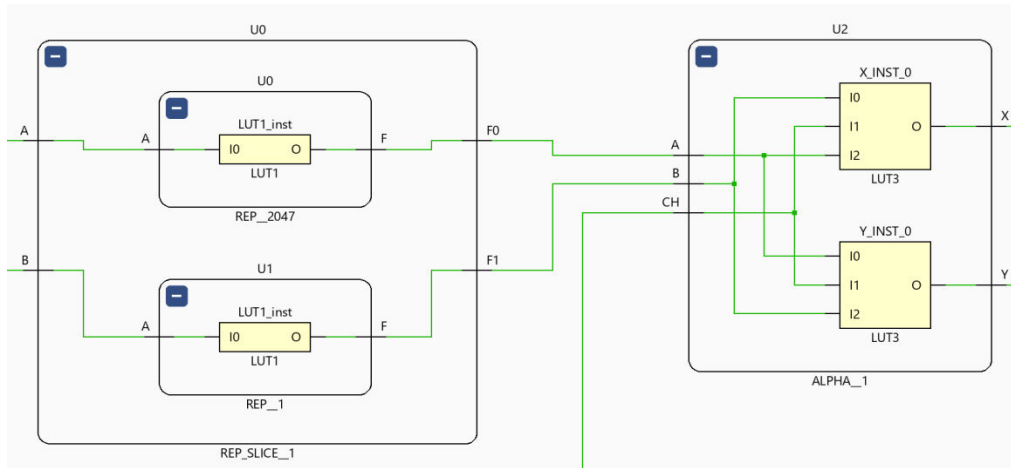 U0
U0
LUT1_inst
A
A
I0
O
F
F0
LUT1
REP__2047
U1
LUT1_inst
B
A
I0
O
F
F1
LUT1
REP__1
REP_SLICE__1
U2
X_INST_0
I0
I1
O
X
I2
LUT3
A
B
CH
Y_INST_0
I0
I1
O
Y
I2
LUT3
ALPHA__1